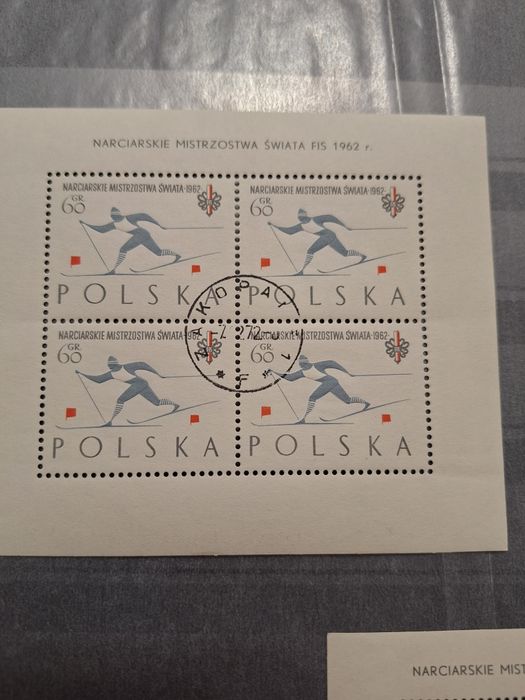 NARCIARSKIE MISTRZOSTWA ŚWIATA FIS 1962 r.
NARCIARSKIE MISTRZOSTWA ŚWIATA·1962
60 GR.
POLSKA
NARCIARSKIE MISTRZOSTWA ŚWIATA·1962
60 GR.
POLSKA
NARCIARSKIE MISTRZOSTWA ŚWIATA·1962
60 GR.
POLSKA
NARCIARSKIE MISTRZOSTWA ŚWIATA·1962
60 GR.
POLSKA
ZAKOPANE
F
NARCIARSKIE MIST